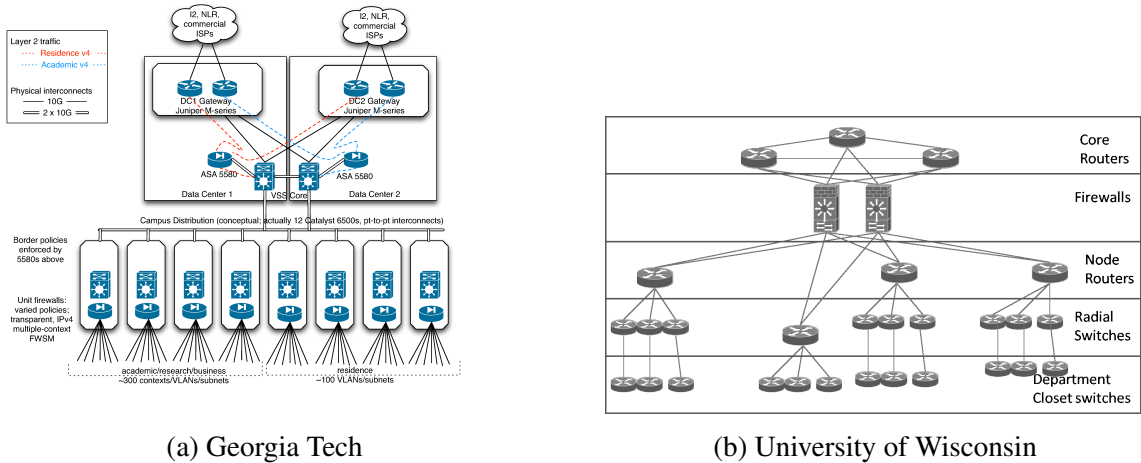 Layer 2 traffic
Residence v4
Academic v4
Physical interconnects
10G
2 x 10G
I2, NLR,
commercial
ISPs
I2, NLR,
commercial
ISPs
DC1 Gateway
Juniper M-series
DC2 Gateway
Juniper M-series
ASA 5580
ASA 5580
Data Center 1
VSS Core
Data Center 2
Campus Distribution (conceptual; actually 12 Catalyst 6500s, pt-to-pt interconnects)
Border policies
enforced by
5580s above
Unit firewalls:
varied policies;
transparent, IPv4
multiple-context
FWSM
academic/research/business
~300 contexts/VLANs/subnets
residence
~100 VLANs/subnets
(a) Georgia Tech
Core
Routers
Firewalls
Node
Routers
Radial
Switches
Department
Closet switches
(b) University of Wisconsin